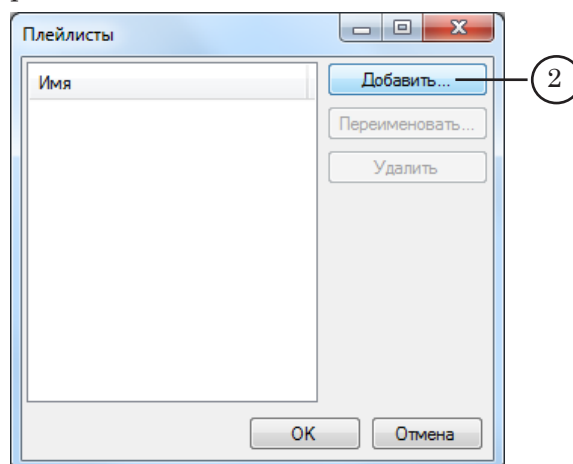 Плейлисты
Имя
Добавить...
2
Переименовать...
Удалить
OK
Отмена